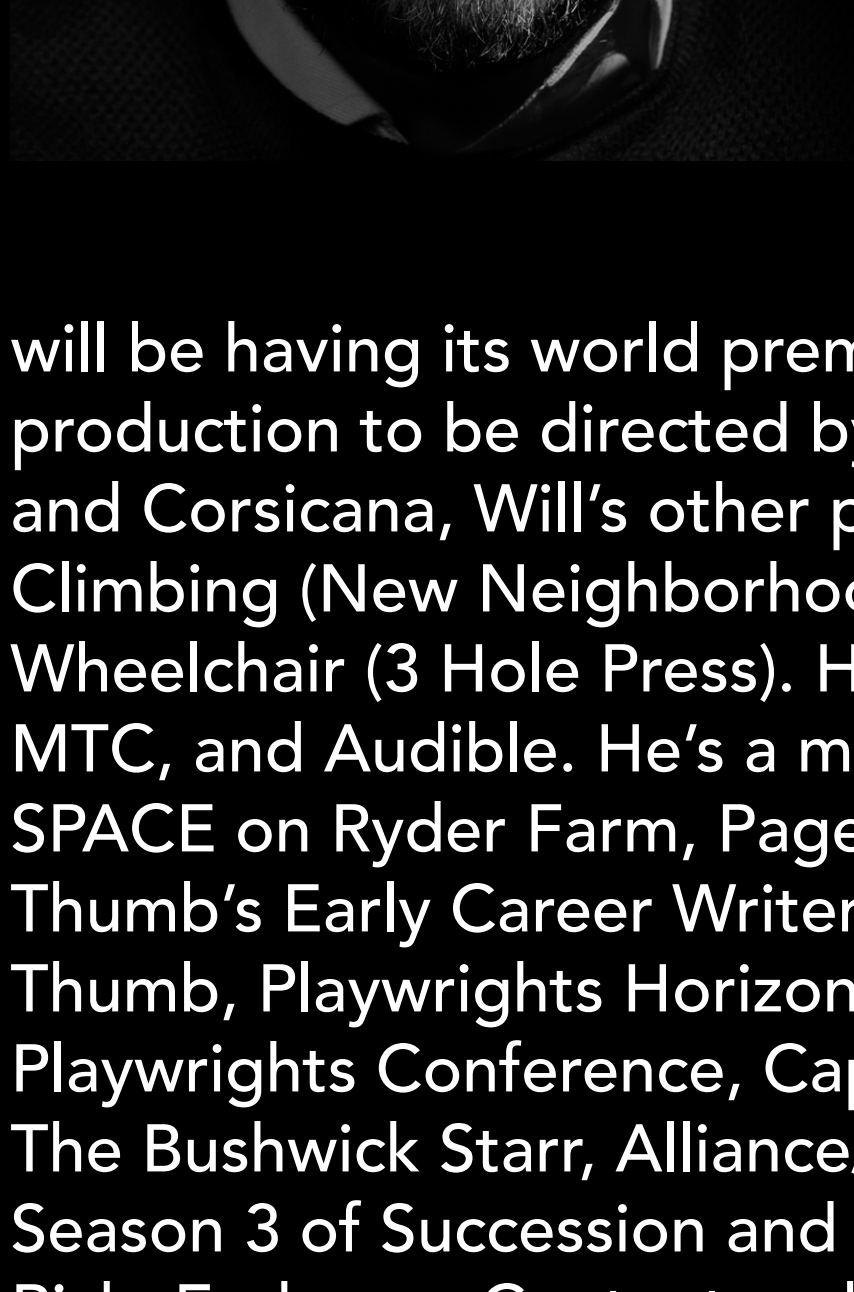 will be having its world prem
production to be directed by
and Corsicana, Will’s other p
Climbing (New Neighborhoo
Wheelchair (3 Hole Press). H
MTC, and Audible. He’s a m
SPACE on Ryder Farm, Page
Thumb’s Early Career Writer
Thumb, Playwrights Horizon
Playwrights Conference, Cap
The Bushwick Starr, Alliance/
Season 3 of Succession and